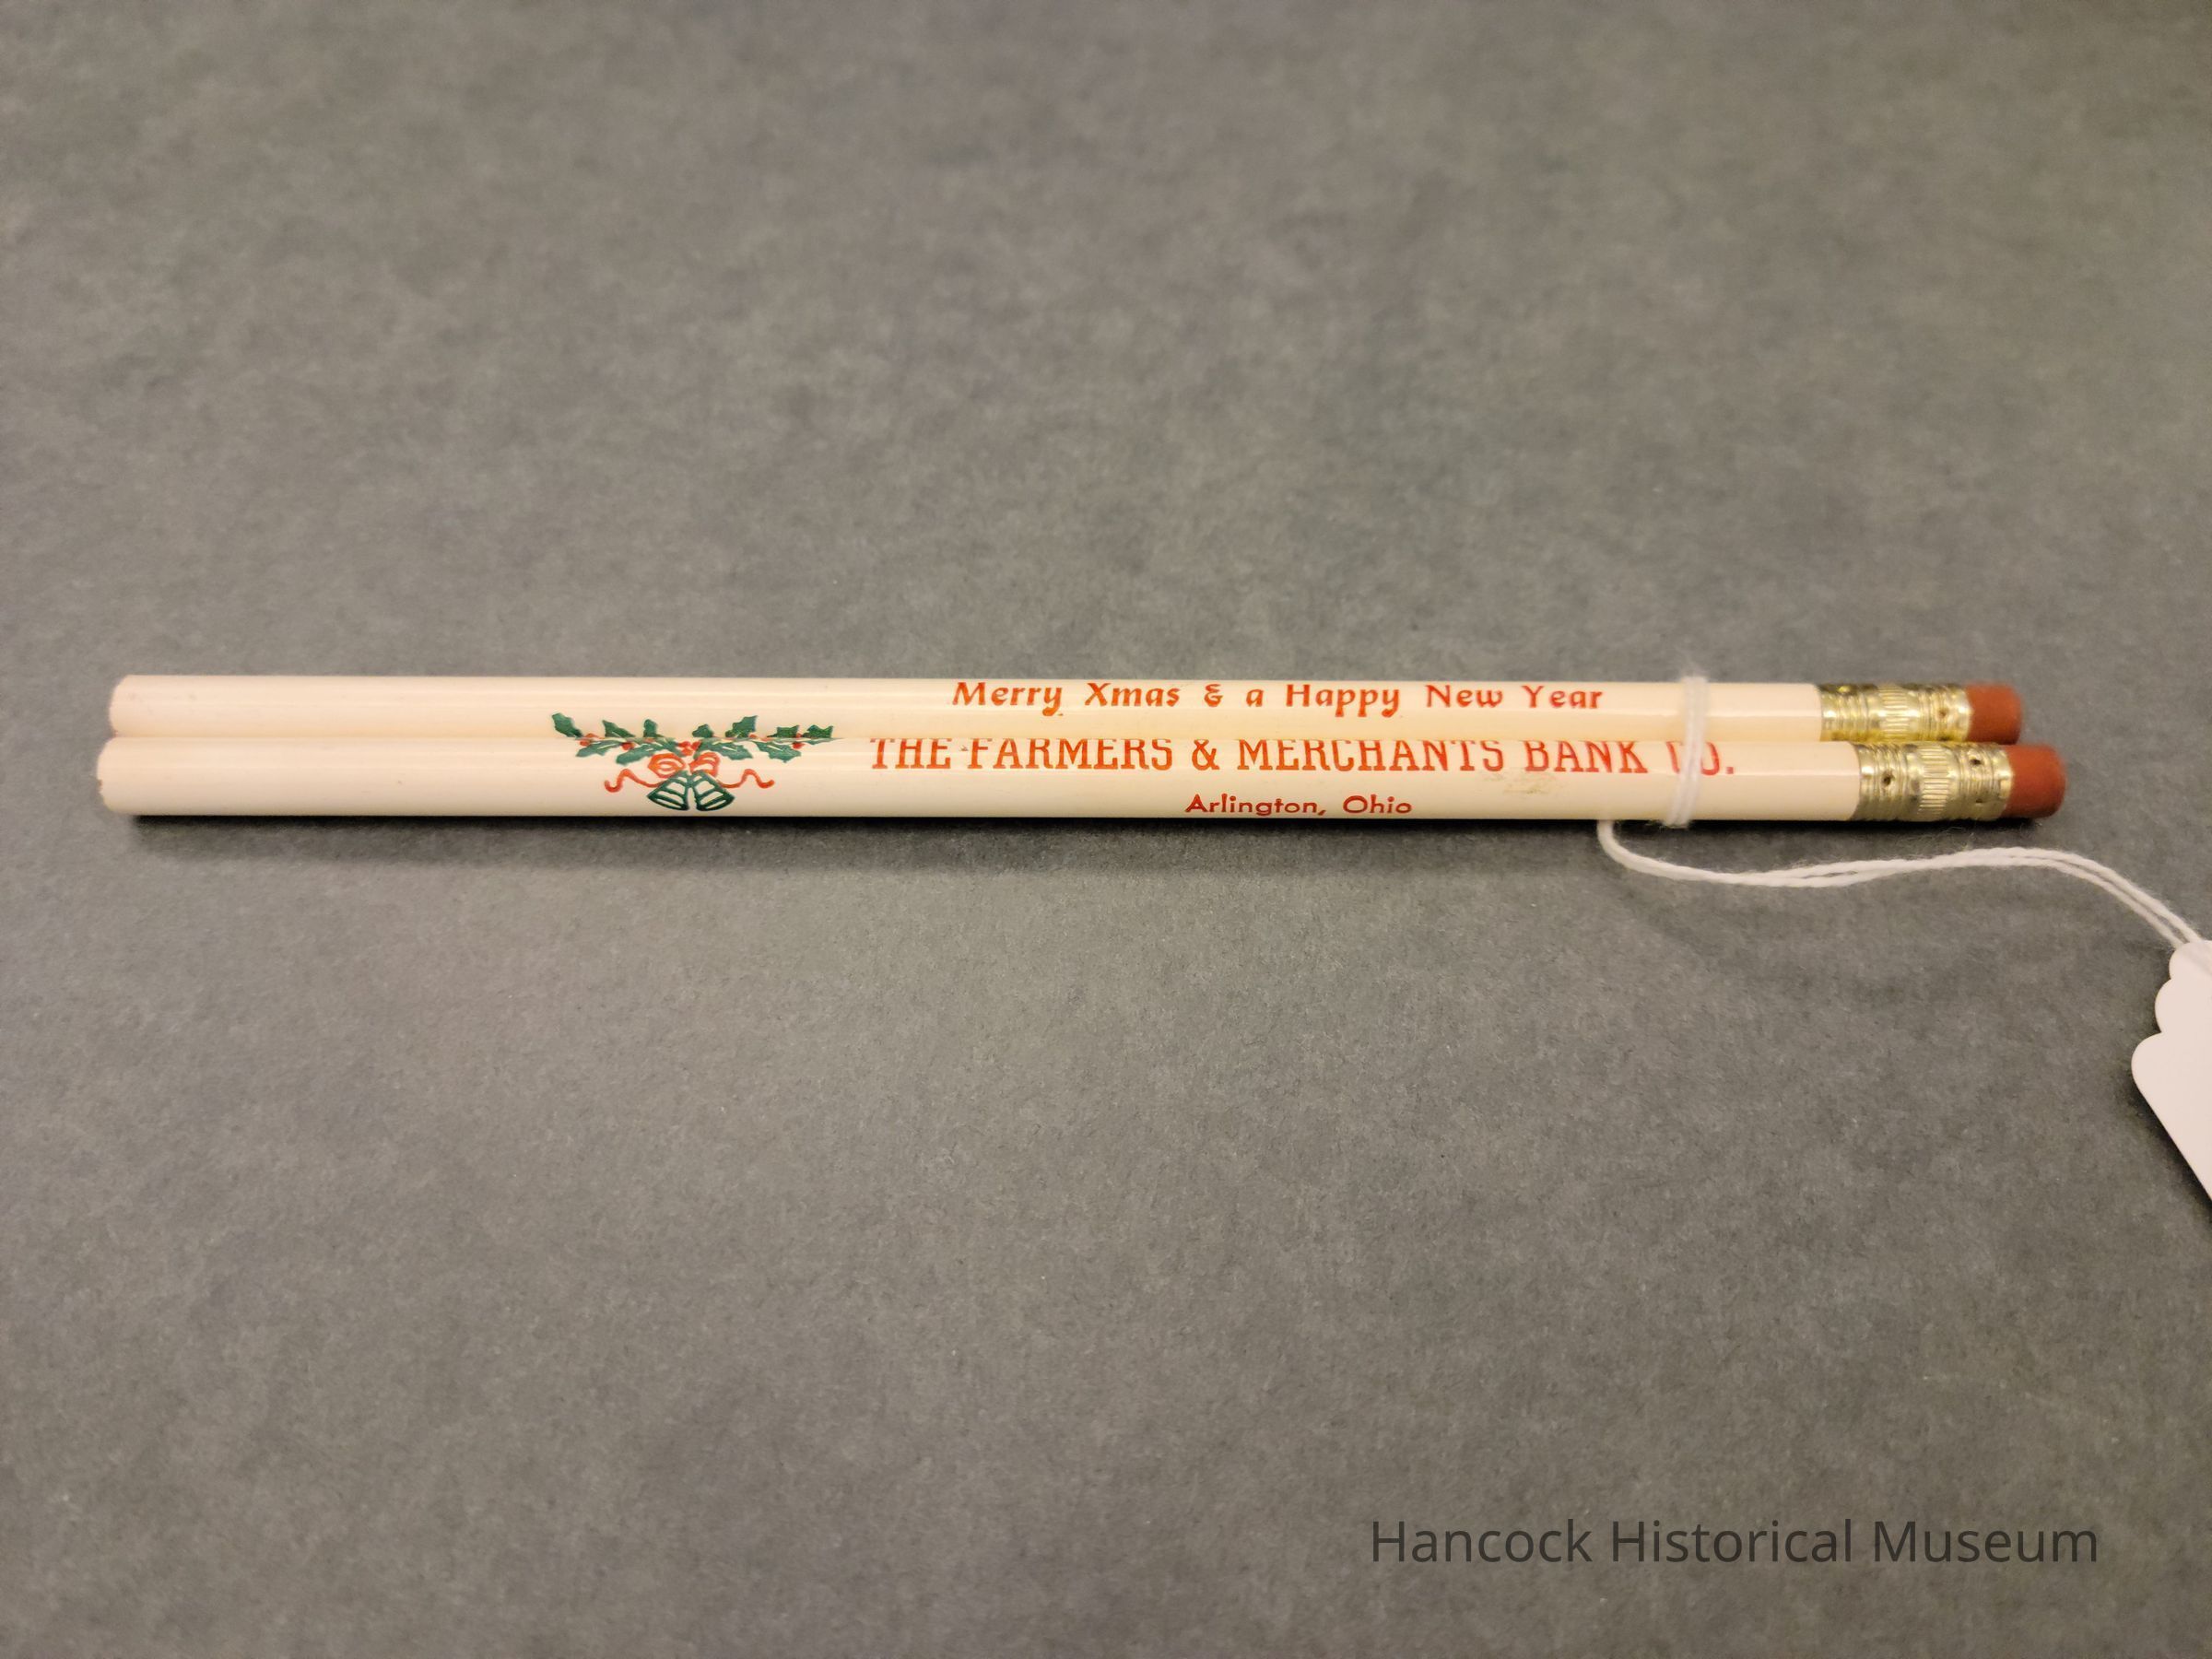 Merry Xmas & a Happy New Year
THE FARMERS & MERCHANTS BANK CO.
Arlington, Ohio
Hancock Historical Museum